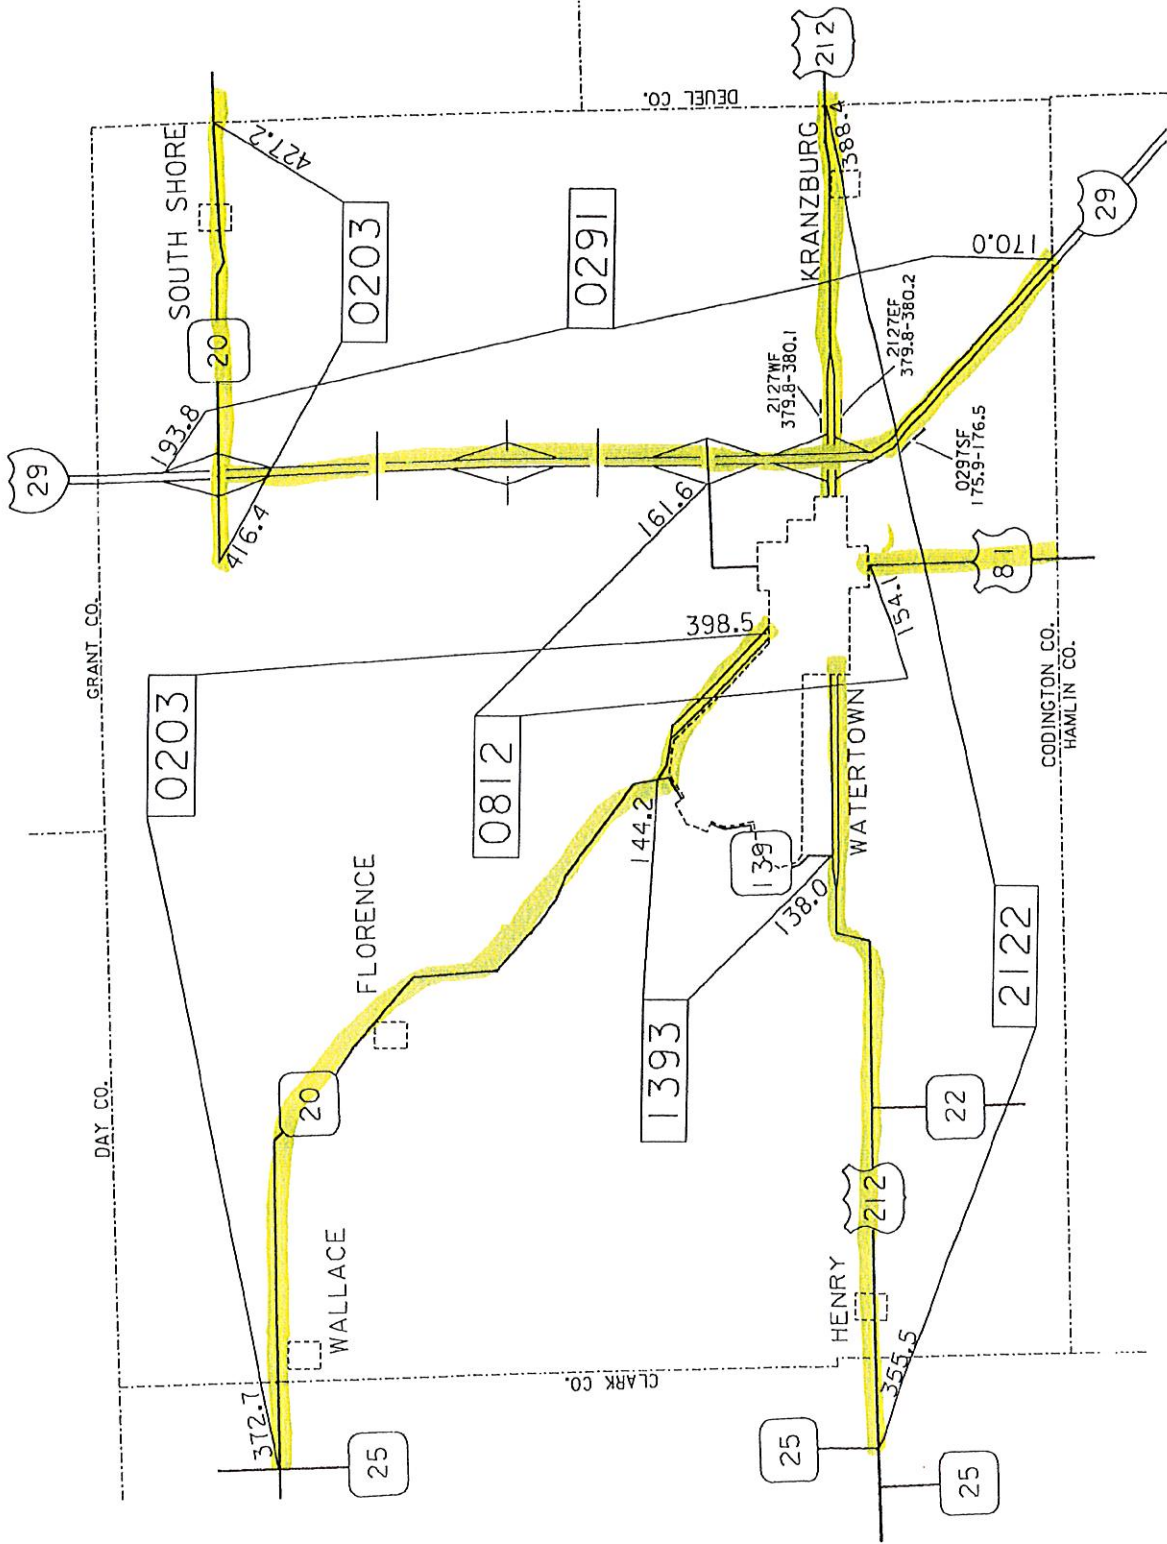 DAY CO.
GRANT CO.
29
193.8
SOUTH SHORE
20
427.2
416.4
0203
0203
0291
372.7
25
WALLACE
20
FLORENCE
0812
161.6
398.5
144.2
1393
139
138.0
WATERTOWN
CLARK CO.
DEUEL CO.
KRANZBURG
212
388.4
2127WF
379.8-380.1
2127EF
379.8-380.2
0297SF
175.9-176.5
170.0
29
154.1
81
25
355.5
HENRY
212
22
25
2122
CODINGTON CO.
HAMLIN CO.